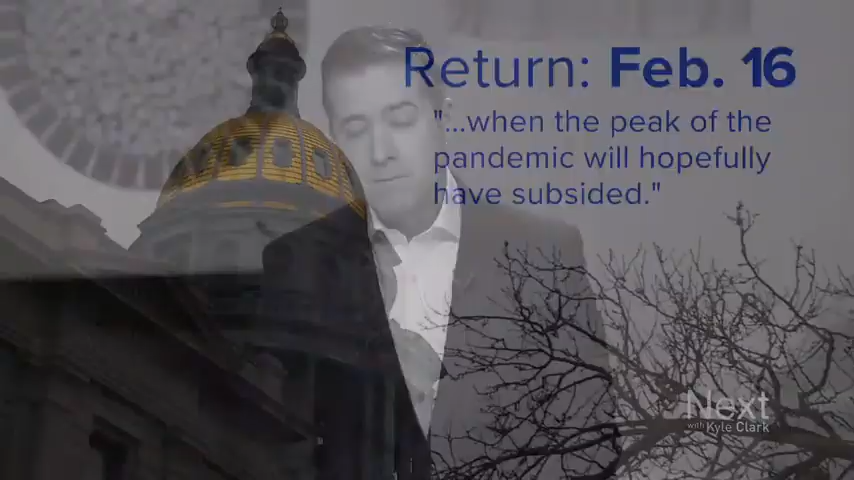 Return: Feb. 16
"...when the peak of the
pandemic will hopefully
have subsided."
Next
with Kyle Clark